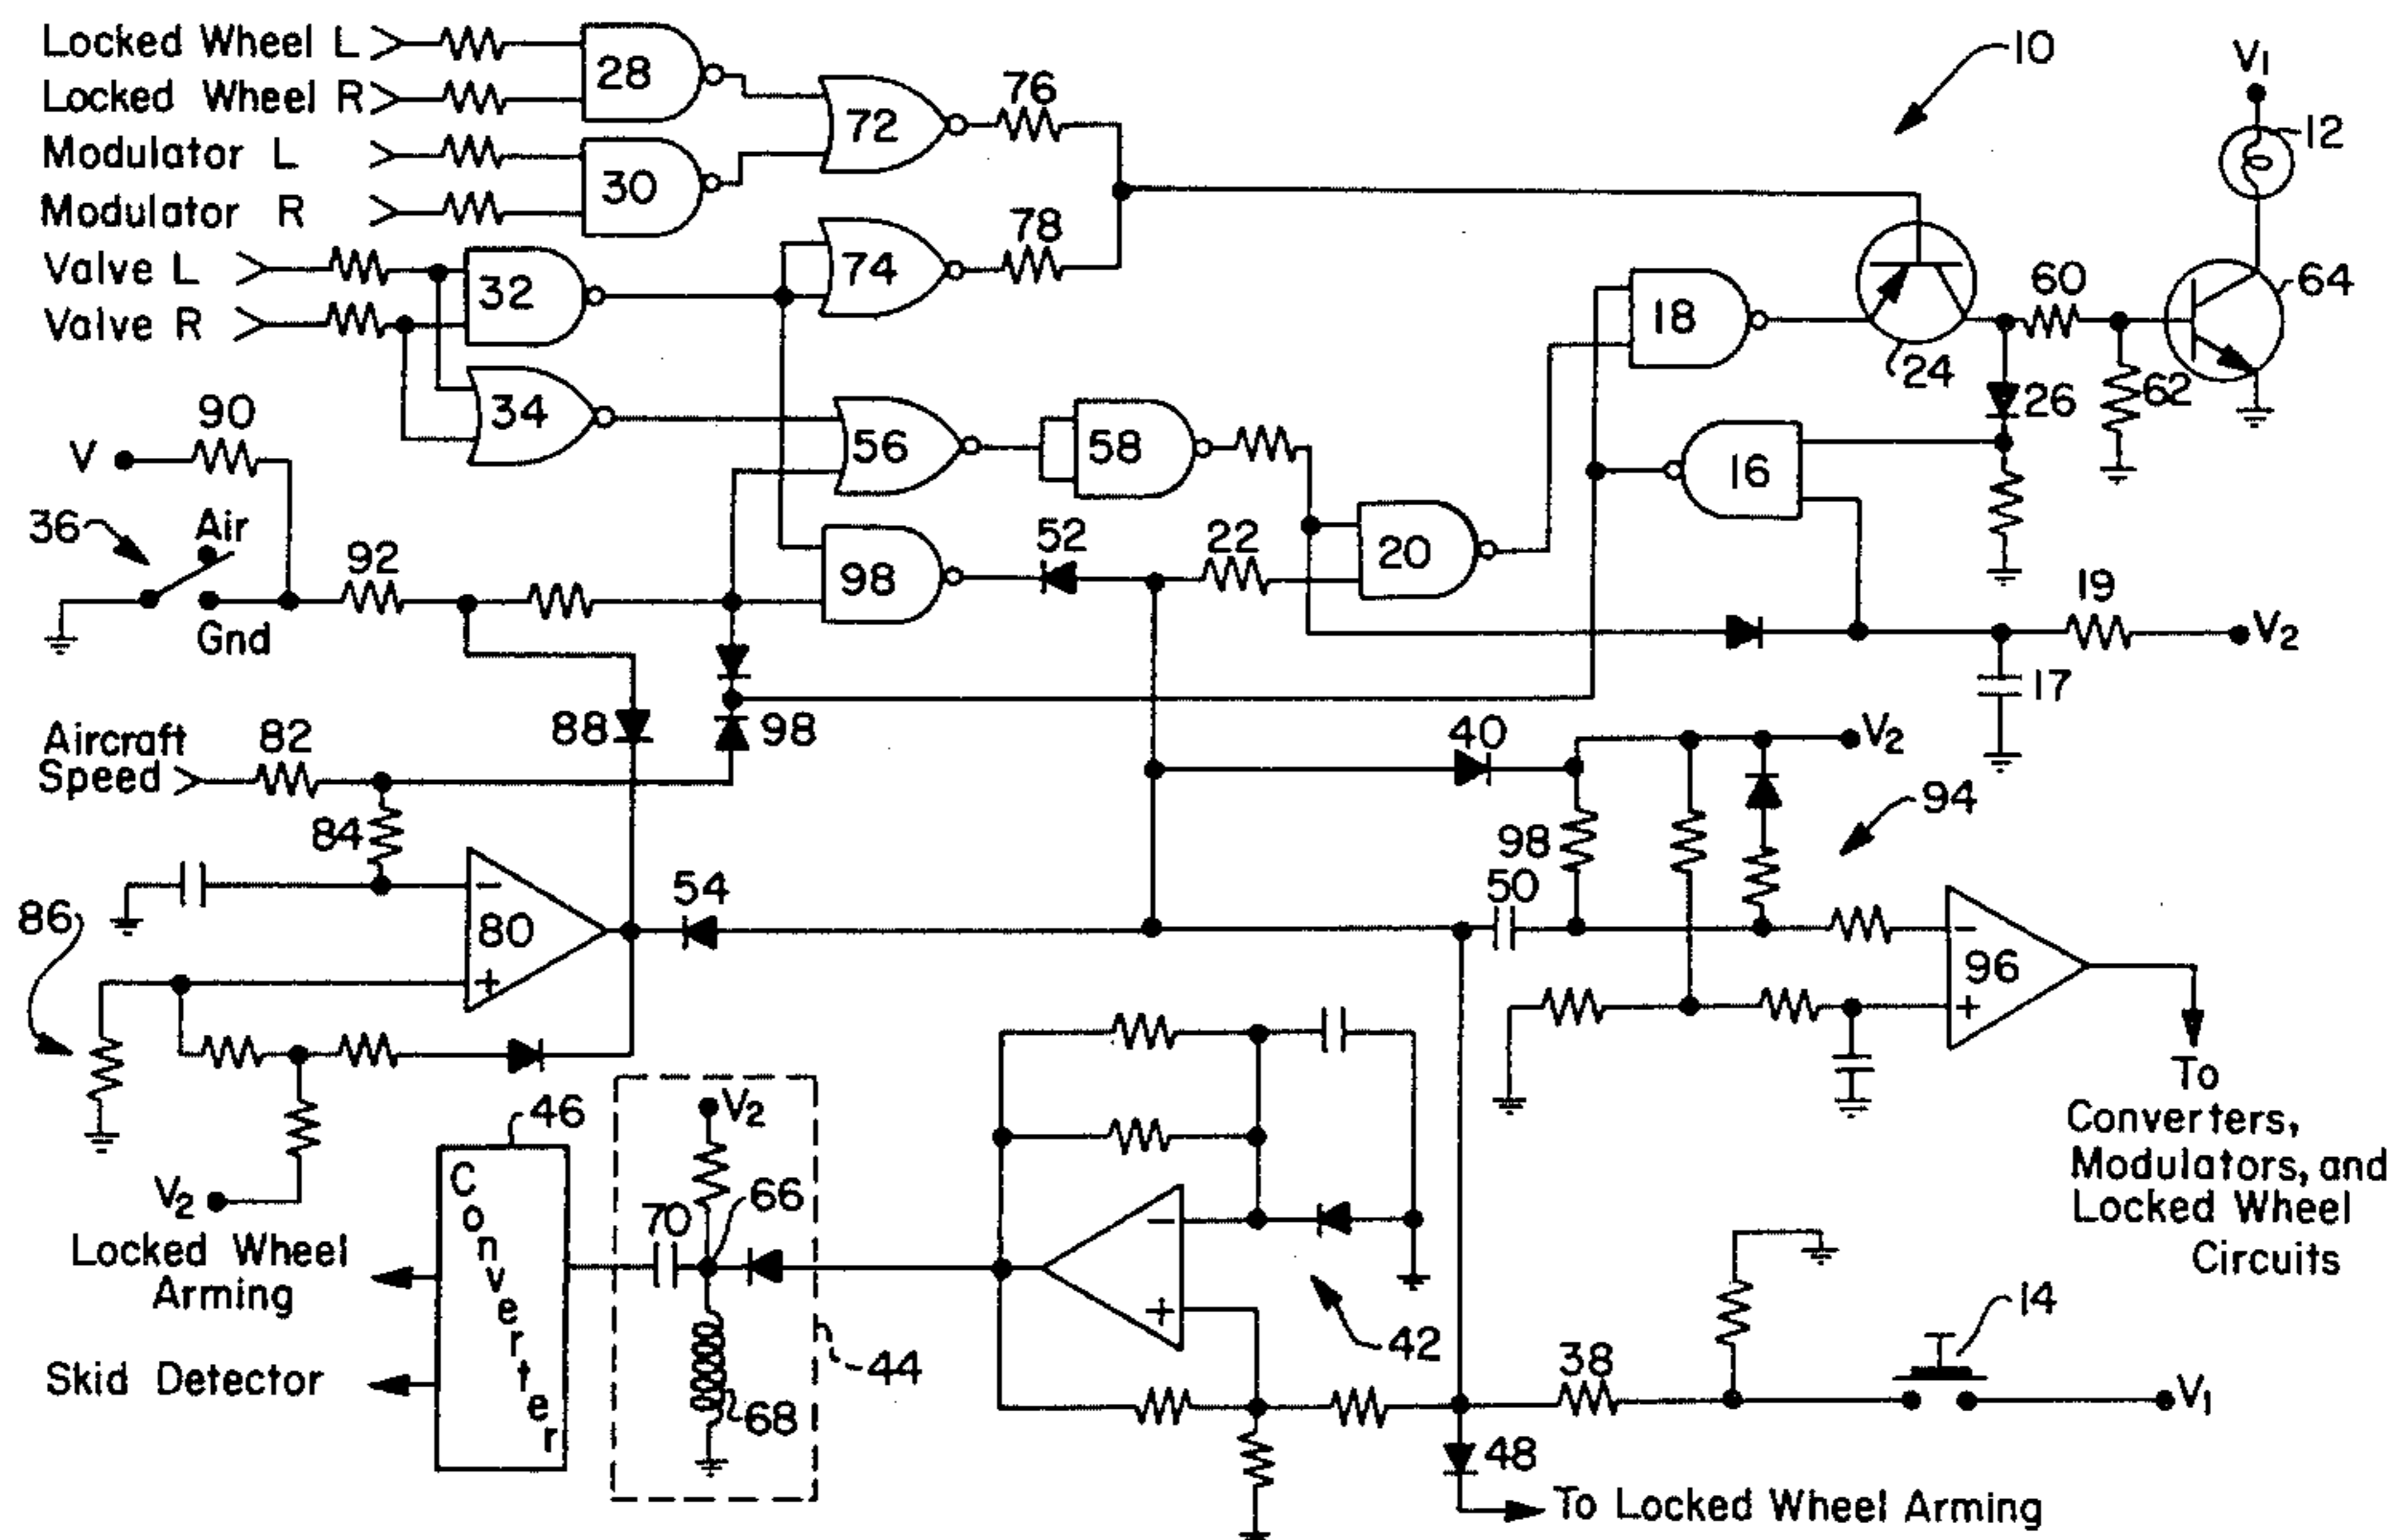 Locked Wheel L
Locked Wheel R
Modulator L
Modulator R
Valve L
Valve R
28
30
32
34
72
74
76
78
10
V1
12
18
24
60
64
26
62
16
90
V
36
Air
Gnd
92
56
58
98
52
22
20
19
V2
17
88
98
Aircraft
Speed
82
84
86
80
54
40
V2
94
98
50
96
To
Converters,
Modulators, and
Locked Wheel
Circuits
V2
46
Converter
Locked Wheel
Arming
Skid Detector
V2
70
66
68
44
42
38
14
V1
48
To Locked Wheel Arming